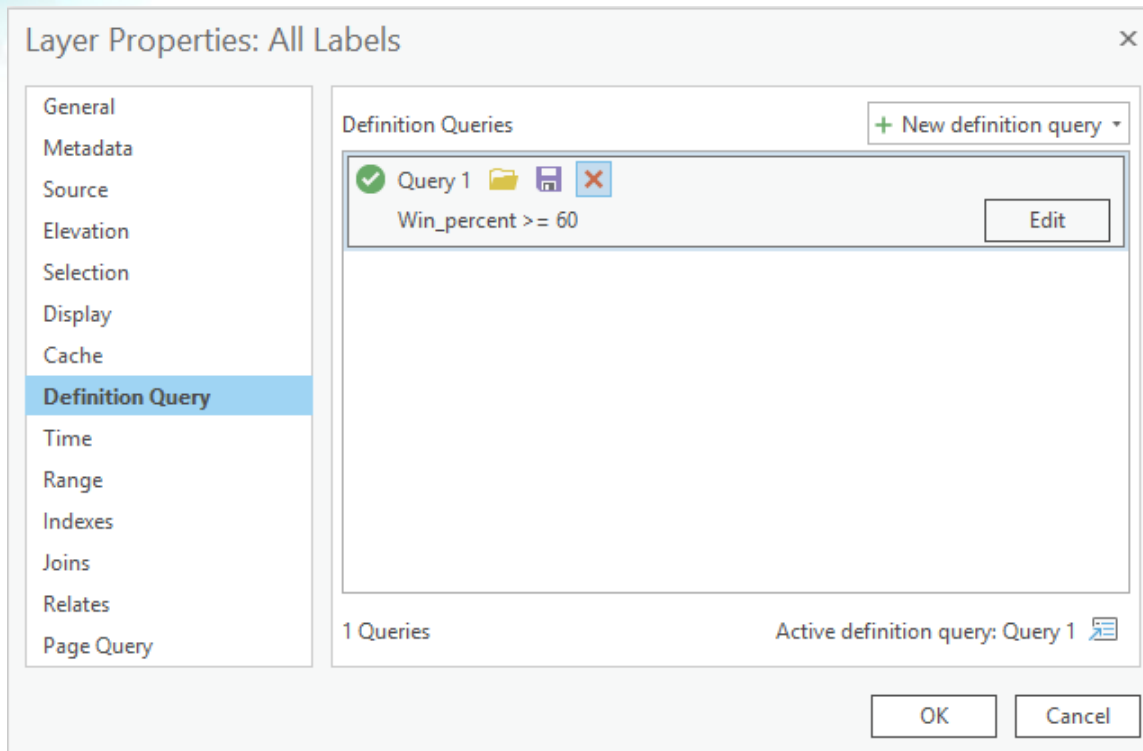 Layer Properties: All Labels
General
Metadata
Source
Elevation
Selection
Display
Cache
Definition Query
Time
Range
Indexes
Joins
Relates
Page Query
Definition Queries
New definition query
Query 1
Win_percent >= 60
Edit
1 Queries
Active definition query: Query 1
OK
Cancel